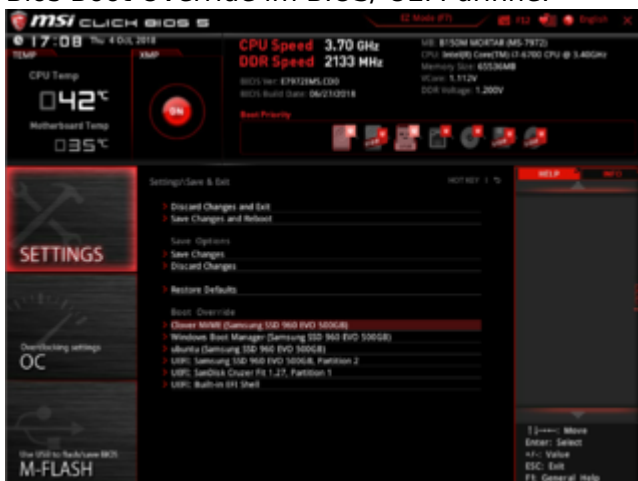 Bios Boot Override im BIOS/ UEFI anhilfe
msi CLICK BIOS 5
EZ Mode (F7)
F12
English
X
17:08 Thu 4 Oct, 2018
TEMP
XMP
CPU Speed 3.70 GHz
DDR Speed 2133 MHz
MB: B150M MORTAR (MS-7972)
CPU: Intel(R) Core(TM) i7-6700 CPU @ 3.40GHz
Memory Size: 65536MB
VCore: 1.112V
DDR Voltage: 1.200V
BIOS Ver: E7972IMS.CD0
BIOS Build Date: 06/27/2018
CPU Temp
42°C
ON
Boot Priority
Motherboard Temp
35°C
Settings\Save & Exit
HOT KEY
HELP
INFO
SETTINGS
Discard Changes and Exit
Save Changes and Reboot
Save Options
Save Changes
Discard Changes
Restore Defaults
Boot Override
Clover NVME (Samsung SSD 960 EVO 500GB)
Windows Boot Manager (Samsung SSD 960 EVO 500GB)
ubuntu (Samsung SSD 960 EVO 500GB)
UEFI: Samsung SSD 960 EVO 500GB, Partition 2
UEFI: SanDisk Cruzer Fit 1.27, Partition 1
UEFI: Built-in EFI Shell
Overclocking settings
OC
Use USB to flash/save BIOS
M-FLASH
Move
Enter: Select
+/-: Value
ESC: Exit
F1: General Help